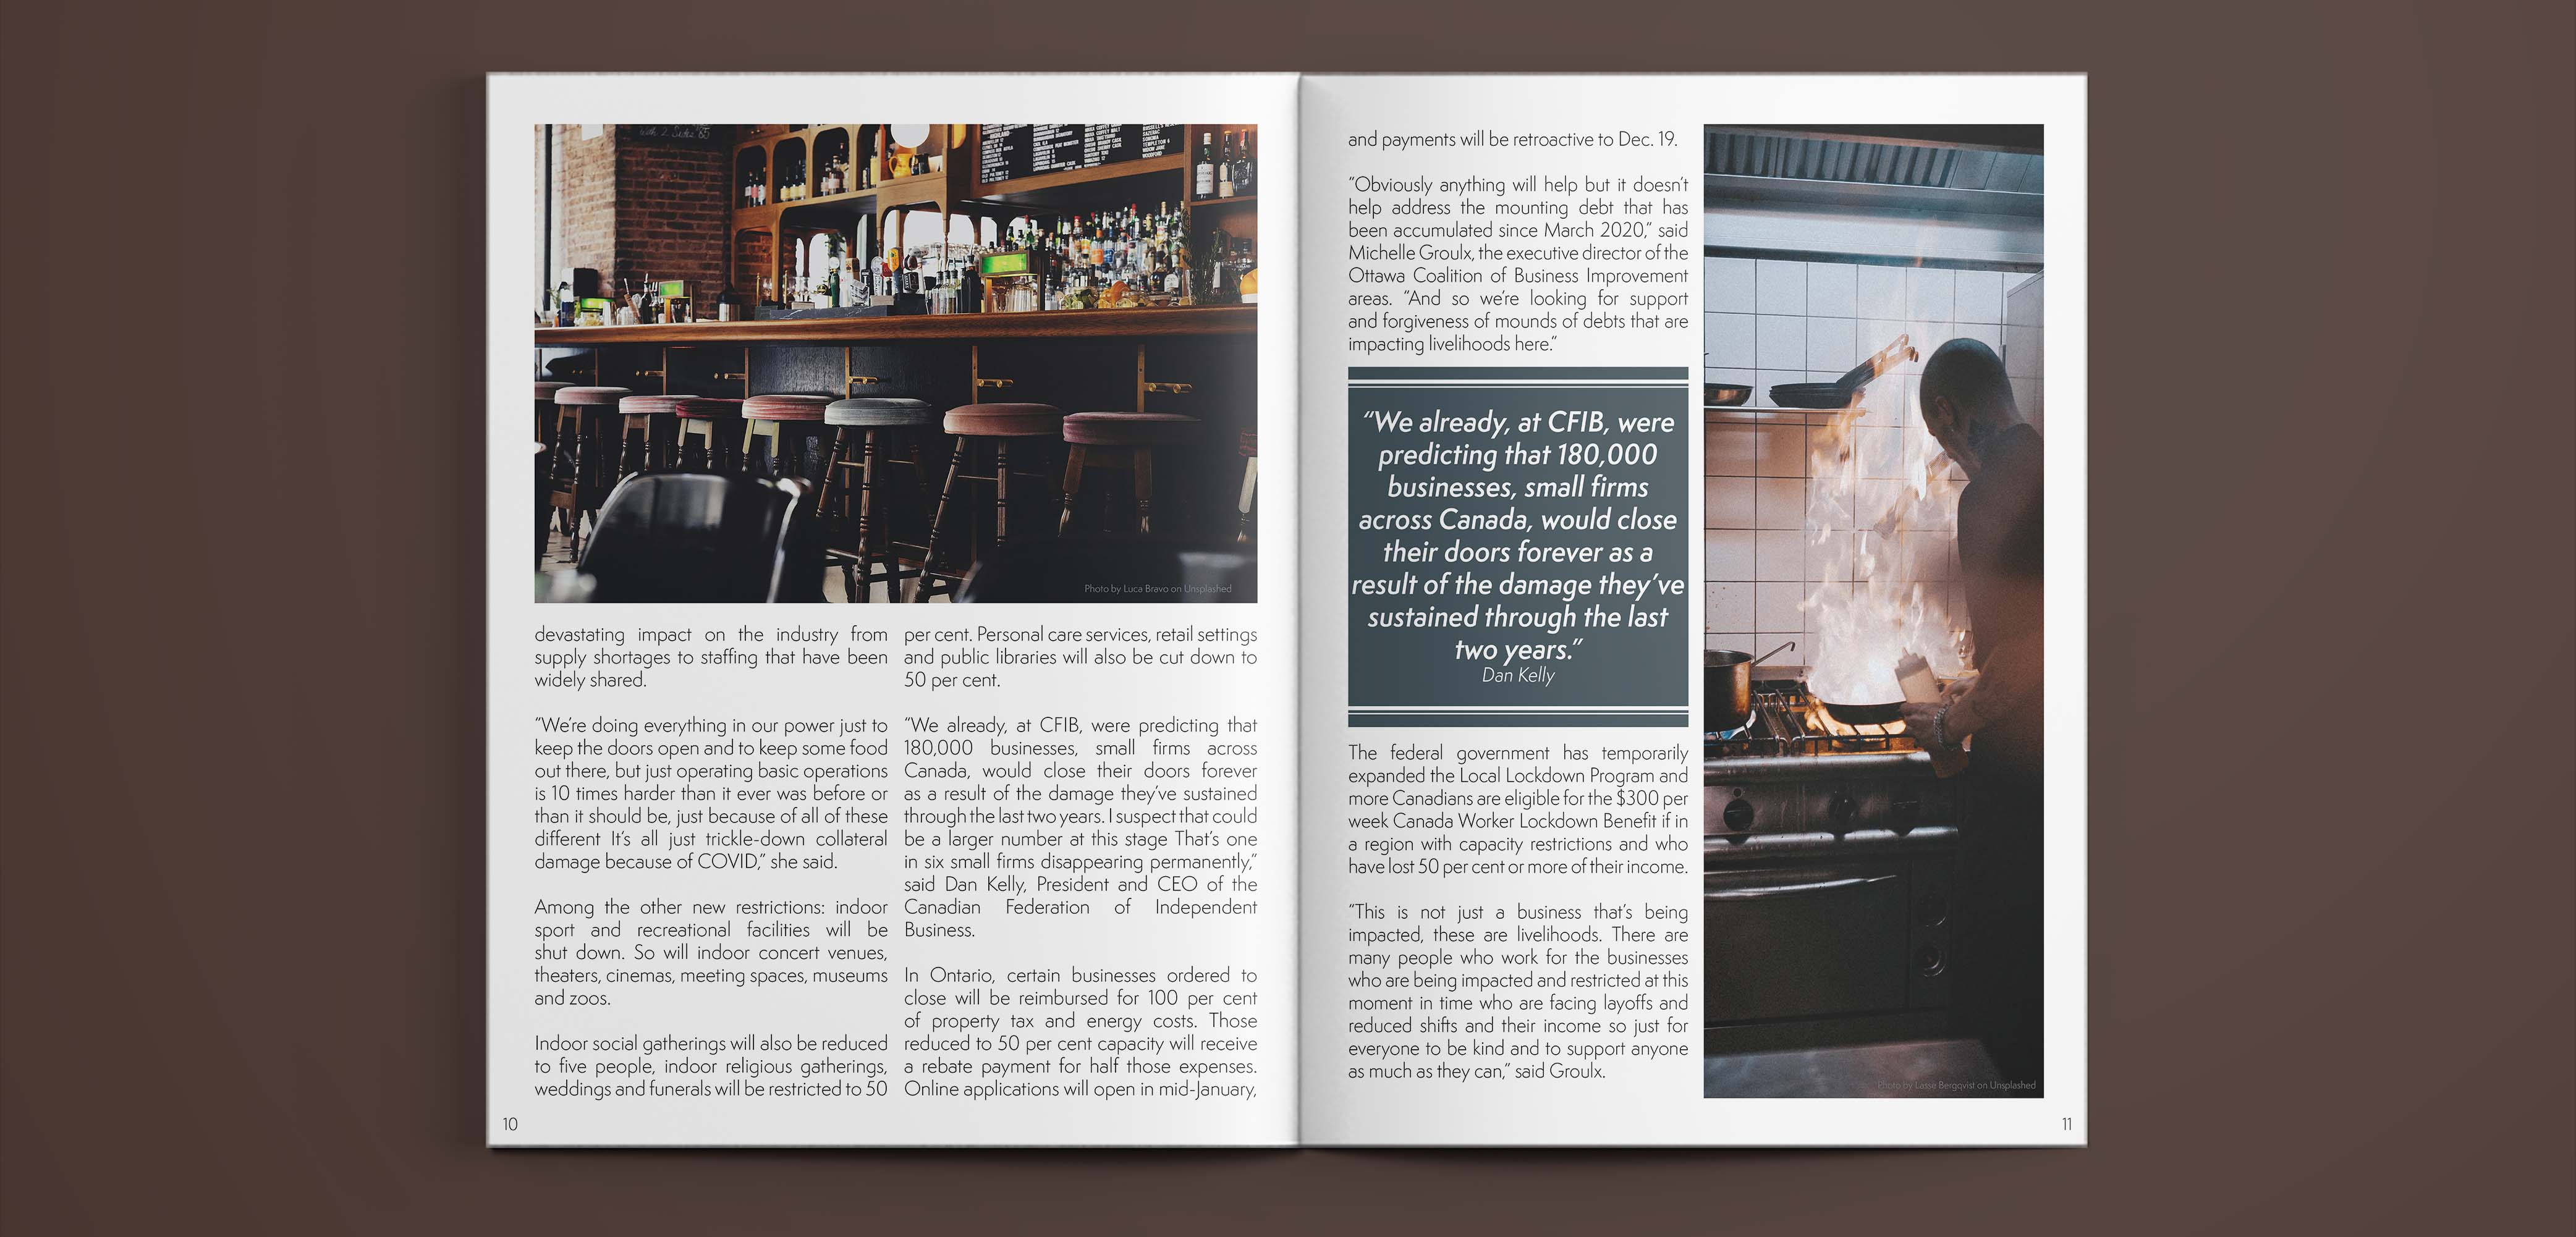 With 2 Sides 65
Photo by Luca Bravo on Unsplashed
devastating impact on the industry from
supply shortages to staffing that have been
widely shared.
“We’re doing everything in our power just to
keep the doors open and to keep some food
out there, but just operating basic operations
is 10 times harder than it ever was before or
than it should be, just because of all of these
different It’s all just trickle-down collateral
damage because of COVID,” she said.
Among the other new restrictions: indoor
sport and recreational facilities will be
shut down. So will indoor concert venues,
theaters, cinemas, meeting spaces, museums
and zoos.
Indoor social gatherings will also be reduced
to five people, indoor religious gatherings,
weddings and funerals will be restricted to 50
per cent. Personal care services, retail settings
and public libraries will also be cut down to
50 per cent.
“We already, at CFIB, were predicting that
180,000 businesses, small firms across
Canada, would close their doors forever
as a result of the damage they’ve sustained
through the last two years. I suspect that could
be a larger number at this stage That’s one
in six small firms disappearing permanently,”
said Dan Kelly, President and CEO of the
Canadian Federation of Independent
Business.
In Ontario, certain businesses ordered to
close will be reimbursed for 100 per cent
of property tax and energy costs. Those
reduced to 50 per cent capacity will receive
a rebate payment for half those expenses.
Online applications will open in mid-January,
10
and payments will be retroactive to Dec. 19.
“Obviously anything will help but it doesn’t
help address the mounting debt that has
been accumulated since March 2020,” said
Michelle Groulx, the executive director of the
Ottawa Coalition of Business Improvement
areas. “And so we’re looking for support
and forgiveness of mounds of debts that are
impacting livelihoods here.”
“We already, at CFIB, were
predicting that 180,000
businesses, small firms
across Canada, would close
their doors forever as a
result of the damage they’ve
sustained through the last
two years.”
Dan Kelly
The federal government has temporarily
expanded the Local Lockdown Program and
more Canadians are eligible for the $300 per
week Canada Worker Lockdown Benefit if in
a region with capacity restrictions and who
have lost 50 per cent or more of their income.
“This is not just a business that’s being
impacted, these are livelihoods. There are
many people who work for the businesses
who are being impacted and restricted at this
moment in time who are facing layoffs and
reduced shifts and their income so just for
everyone to be kind and to support anyone
as much as they can,” said Groulx.
Photo by Lasse Bergqvist on Unsplashed
11